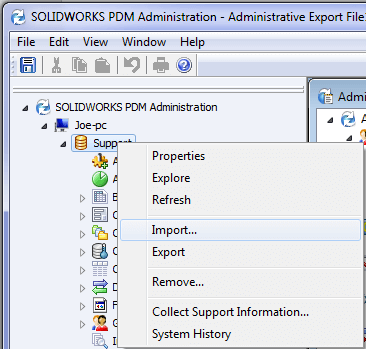 SOLIDWORKS PDM Administration - Administrative Export File
File Edit View Window Help
SOLIDWORKS PDM Administration
Joe-pc
Support
Properties
Explore
Refresh
Import...
Export
Remove...
Collect Support Information...
System History